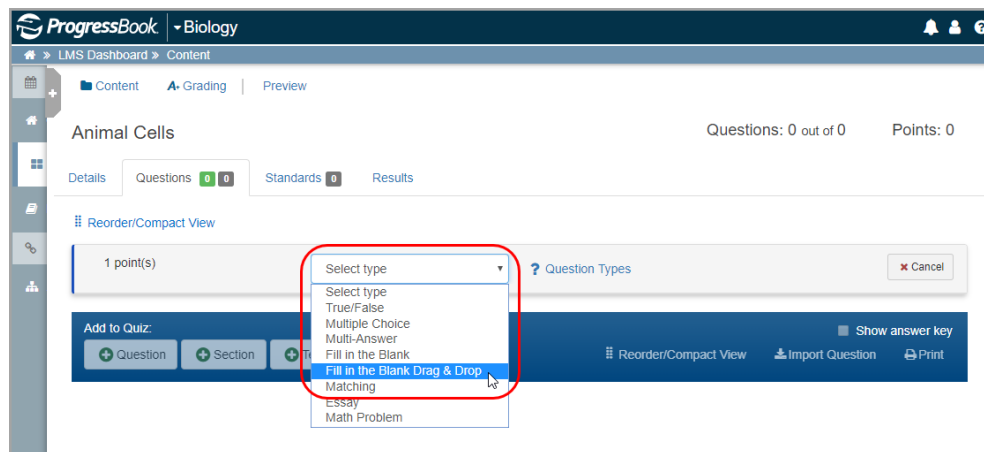 ProgressBook Biology
LMS Dashboard » Content
Content A+ Grading Preview
Animal Cells Questions: 0 out of 0 Points: 0
Details Questions 0 0 Standards 0 Results
Reorder/Compact View
1 point(s) Select type ? Question Types Cancel
Select type
True/False
Multiple Choice
Multi-Answer
Fill in the Blank
Fill in the Blank Drag & Drop
Matching
Essay
Math Problem
Add to Quiz: Show answer key
Question Section Reorder/Compact View Import Question Print